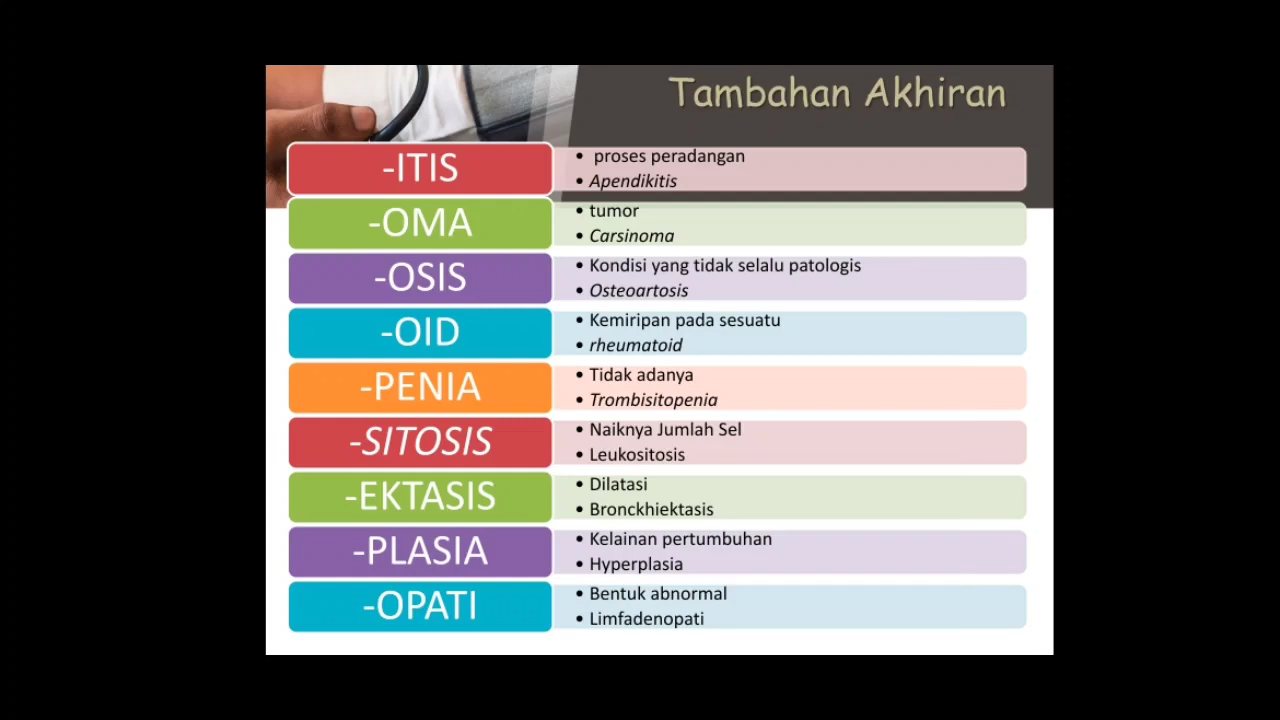 Tambahan Akhiran
-ITIS
• proses peradangan
• Apendikitis
-OMA
• tumor
• Carsinoma
-OSIS
• Kondisi yang tidak selalu patologis
• Osteoartosis
-OID
• Kemiripan pada sesuatu
• rheumatoid
-PENIA
• Tidak adanya
• Trombisitopenia
-SITOSIS
• Naiknya Jumlah Sel
• Leukositosis
-EKTASIS
• Dilatasi
• Bronckhiektasis
-PLASIA
• Kelainan pertumbuhan
• Hyperplasia
-OPATI
• Bentuk abnormal
• Limfadenopati